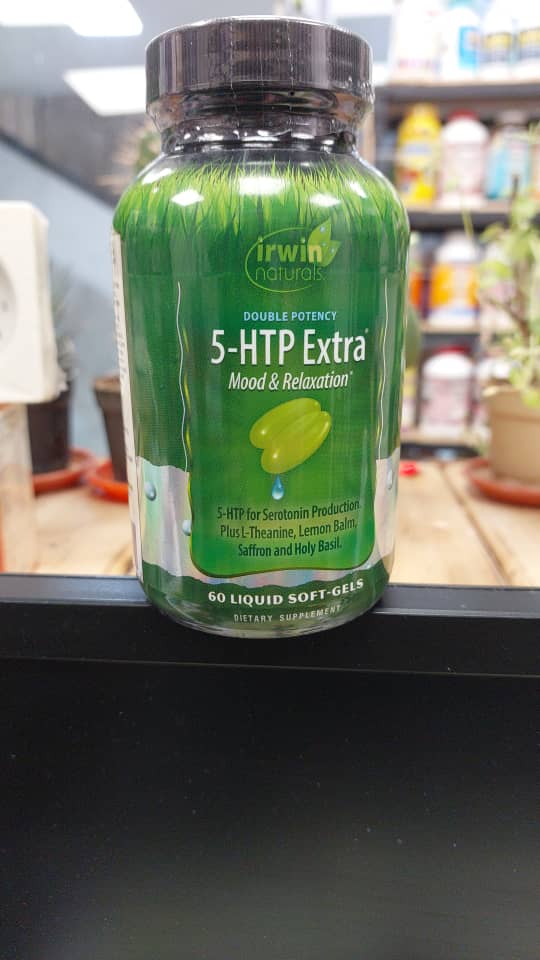 irwin
naturals
DOUBLE POTENCY
5-HTP Extra
Mood & Relaxation*
5-HTP for Serotonin Production.
Plus L-Theanine, Lemon Balm,
Saffron and Holy Basil.
60 LIQUID SOFT-GELS
DIETARY SUPPLEMENT